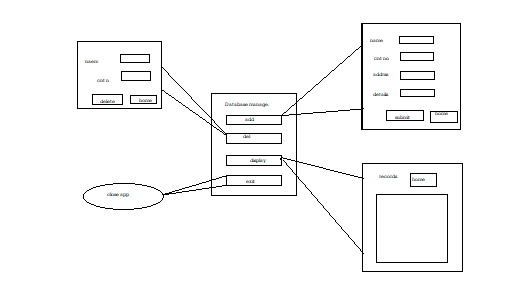 name
cnt n
delete home
Database manage.
add
del
display
exit
close app
name
cnt no
addres
details
submit home
records home